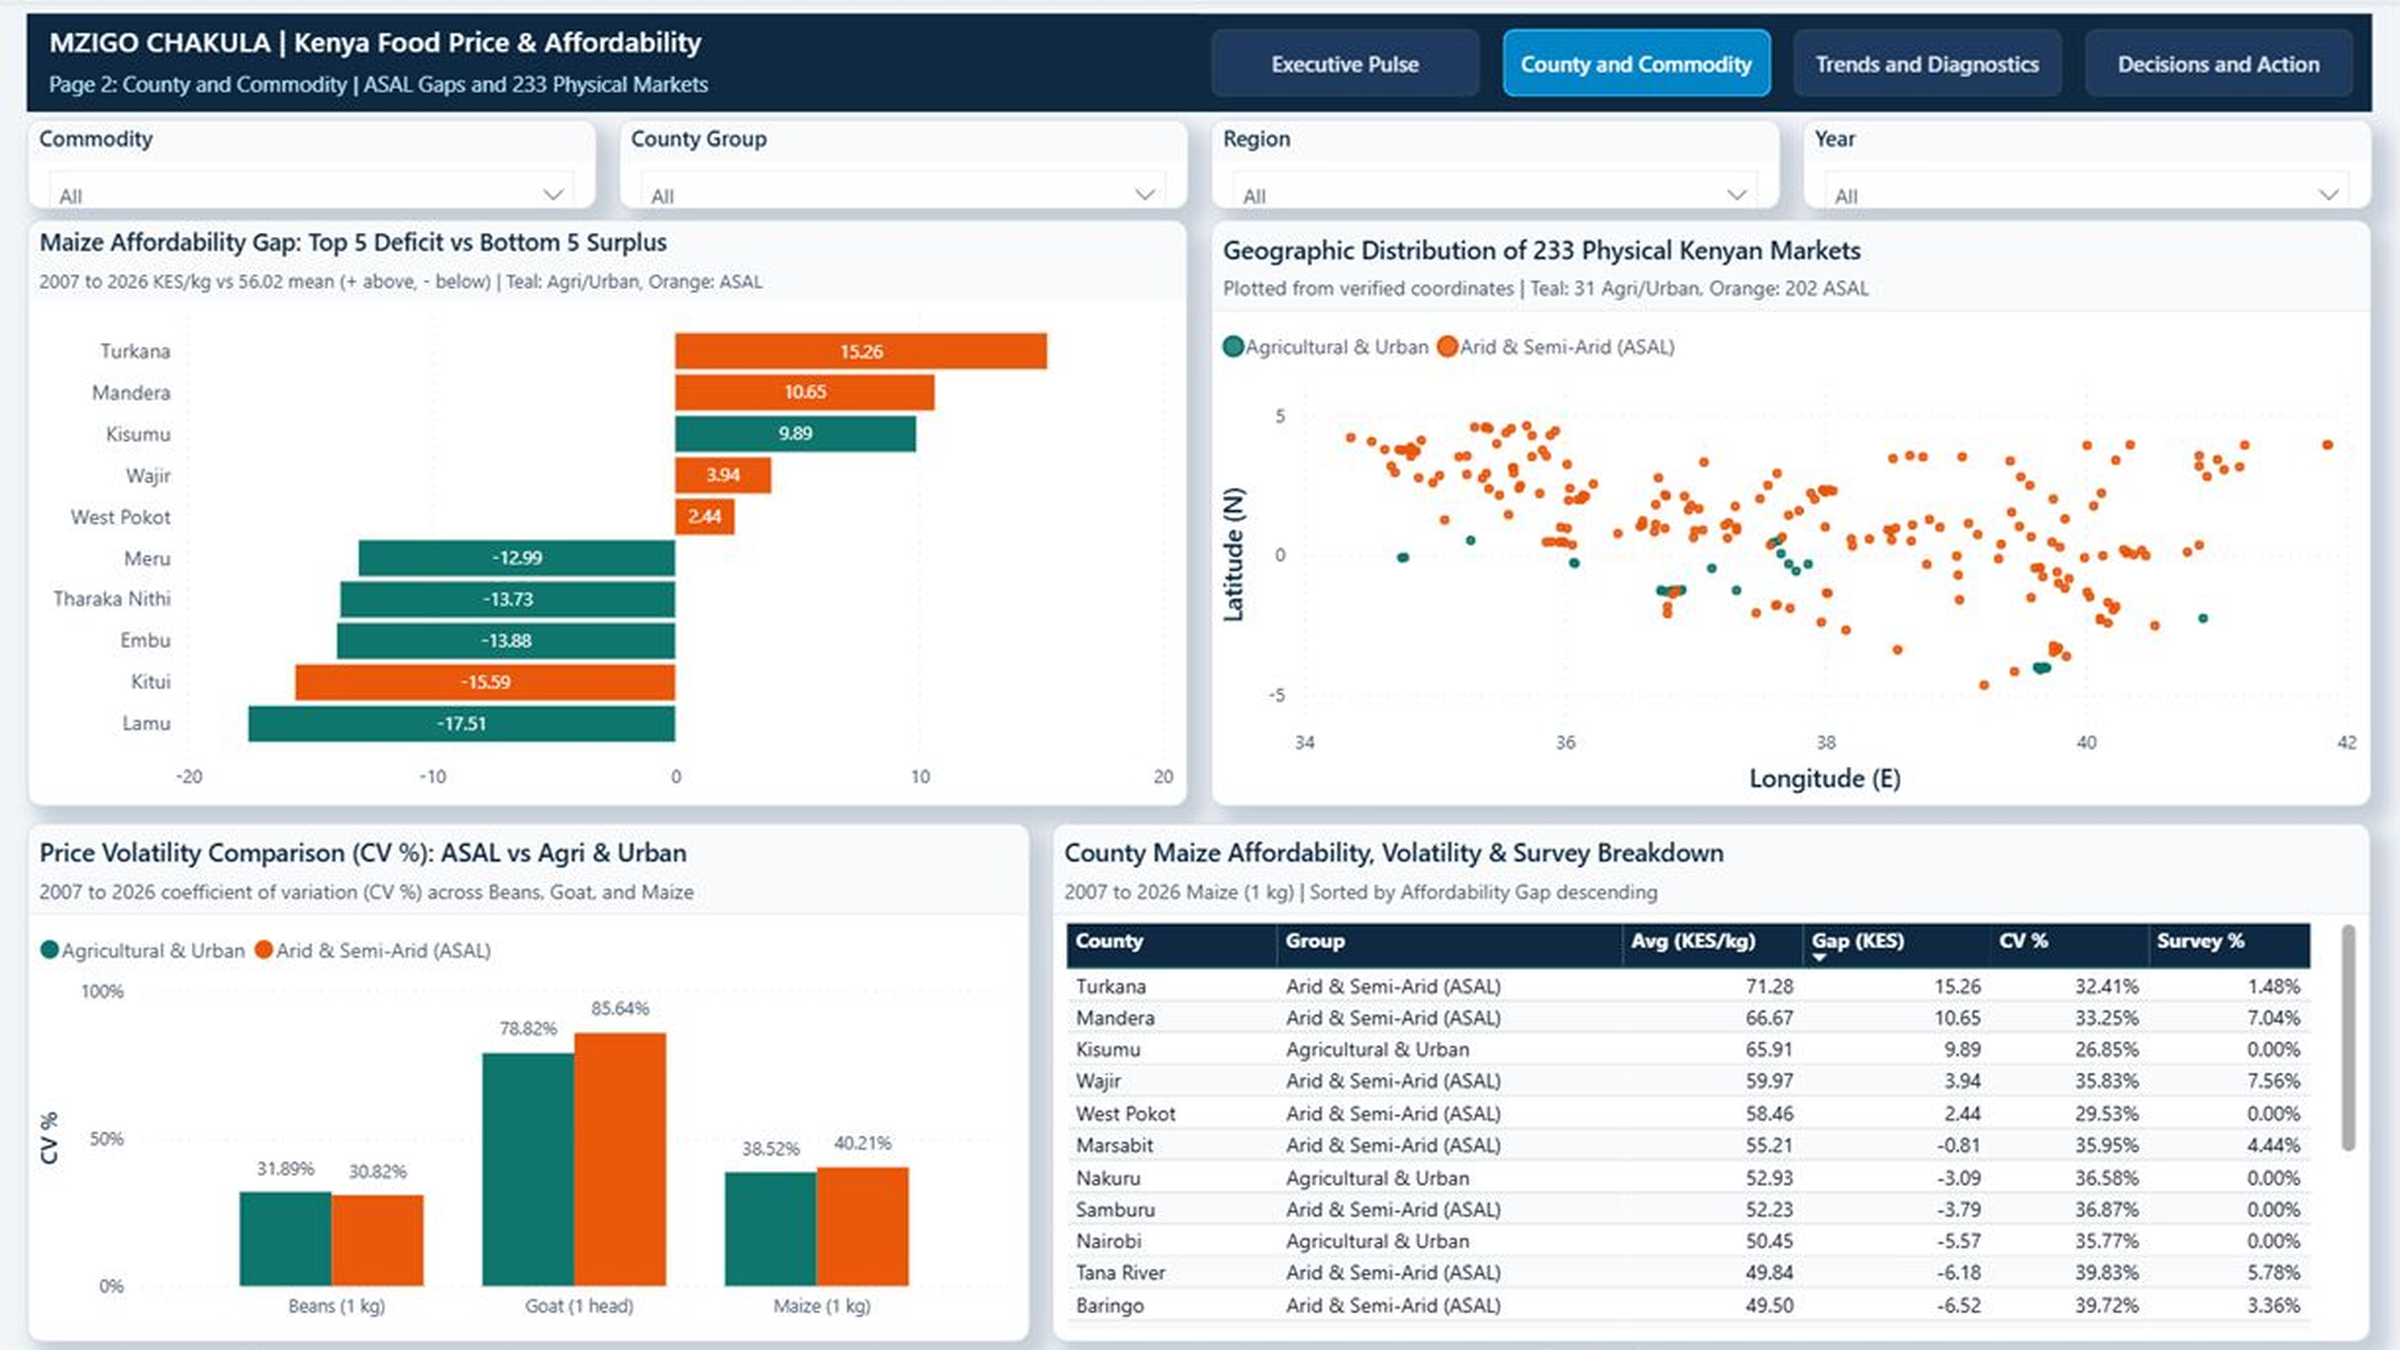 MZIGO CHAKULA | Kenya Food Price & Affordability
Page 2: County and Commodity | ASAL Gaps and 233 Physical Markets
Executive Pulse
County and Commodity
Trends and Diagnostics
Decisions and Action
Commodity
All
County Group
All
Region
All
Year
All
Maize Affordability Gap: Top 5 Deficit vs Bottom 5 Surplus
2007 to 2026 KES/kg vs 56.02 mean (+ above, - below) | Teal: Agri/Urban, Orange: ASAL
Turkana 15.26
Mandera 10.65
Kisumu 9.89
Wajir 3.94
West Pokot 2.44
Meru -12.99
Tharaka Nithi -13.73
Embu -13.88
Kitui -15.59
Lamu -17.51
-20 -10 0 10 20
Geographic Distribution of 233 Physical Kenyan Markets
Plotted from verified coordinates | Teal: 31 Agri/Urban, Orange: 202 ASAL
Agricultural & Urban Arid & Semi-Arid (ASAL)
Latitude (N)
5
0
-5
34 36 38 40 42
Longitude (E)
Price Volatility Comparison (CV %): ASAL vs Agri & Urban
2007 to 2026 coefficient of variation (CV %) across Beans, Goat, and Maize
Agricultural & Urban Arid & Semi-Arid (ASAL)
CV %
100%
50%
0%
31.89% 30.82%
78.82% 85.64%
38.52% 40.21%
Beans (1 kg) Goat (1 head) Maize (1 kg)
County Maize Affordability, Volatility & Survey Breakdown
2007 to 2026 Maize (1 kg) | Sorted by Affordability Gap descending
County Group Avg (KES/kg) Gap (KES) CV % Survey %
Turkana Arid & Semi-Arid (ASAL) 71.28 15.26 32.41% 1.48%
Mandera Arid & Semi-Arid (ASAL) 66.67 10.65 33.25% 7.04%
Kisumu Agricultural & Urban 65.91 9.89 26.85% 0.00%
Wajir Arid & Semi-Arid (ASAL) 59.97 3.94 35.83% 7.56%
West Pokot Arid & Semi-Arid (ASAL) 58.46 2.44 29.53% 0.00%
Marsabit Arid & Semi-Arid (ASAL) 55.21 -0.81 35.95% 4.44%
Nakuru Agricultural & Urban 52.93 -3.09 36.58% 0.00%
Samburu Arid & Semi-Arid (ASAL) 52.23 -3.79 36.87% 0.00%
Nairobi Agricultural & Urban 50.45 -5.57 35.77% 0.00%
Tana River Arid & Semi-Arid (ASAL) 49.84 -6.18 39.83% 5.78%
Baringo Arid & Semi-Arid (ASAL) 49.50 -6.52 39.72% 3.36%